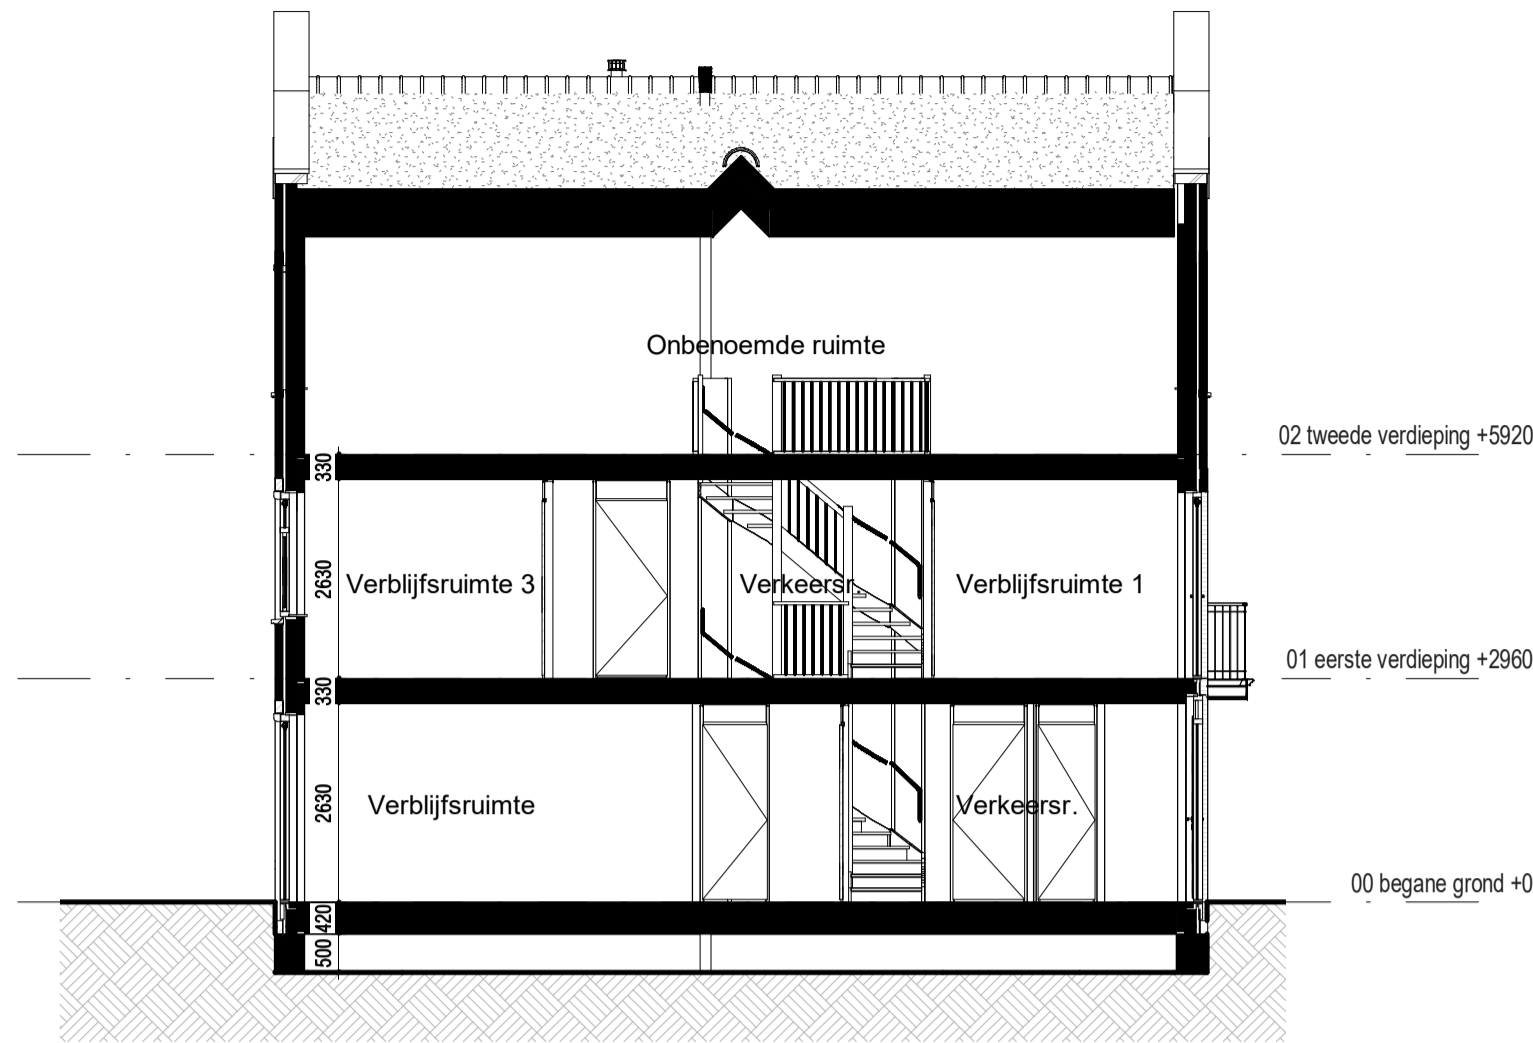 Onbenoemde ruimte
02 tweede verdieping +5920
330
2630
Verblijfsruimte 3
Verkeersr.
Verblijfsruimte 1
01 eerste verdieping +2960
330
2630
Verblijfsruimte
Verkeersr.
00 begane grond +0
420
500